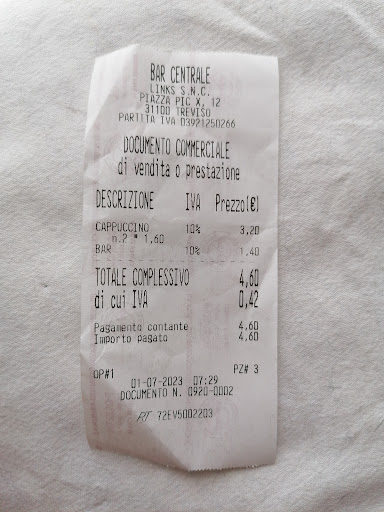 BAR CENTRALE
LINKS S.N.C.
PIAZZA PIO X, 12
31100 TREVISO
PARTITA IVA 03921250266
DOCUMENTO COMMERCIALE
di vendita o prestazione
DESCRIZIONE IVA Prezzo(€)
CAPPUCCINO 10% 3,20
n.2 * 1,60
BAR 10% 1,40
TOTALE COMPLESSIVO 4,60
di cui IVA 0,42
Pagamento contante 4.60
Importo pagato 4.60
OP#1 PZ# 3
01-07-2023 07:29
DOCUMENTO N. 0920-0002
RT 72EV5002203